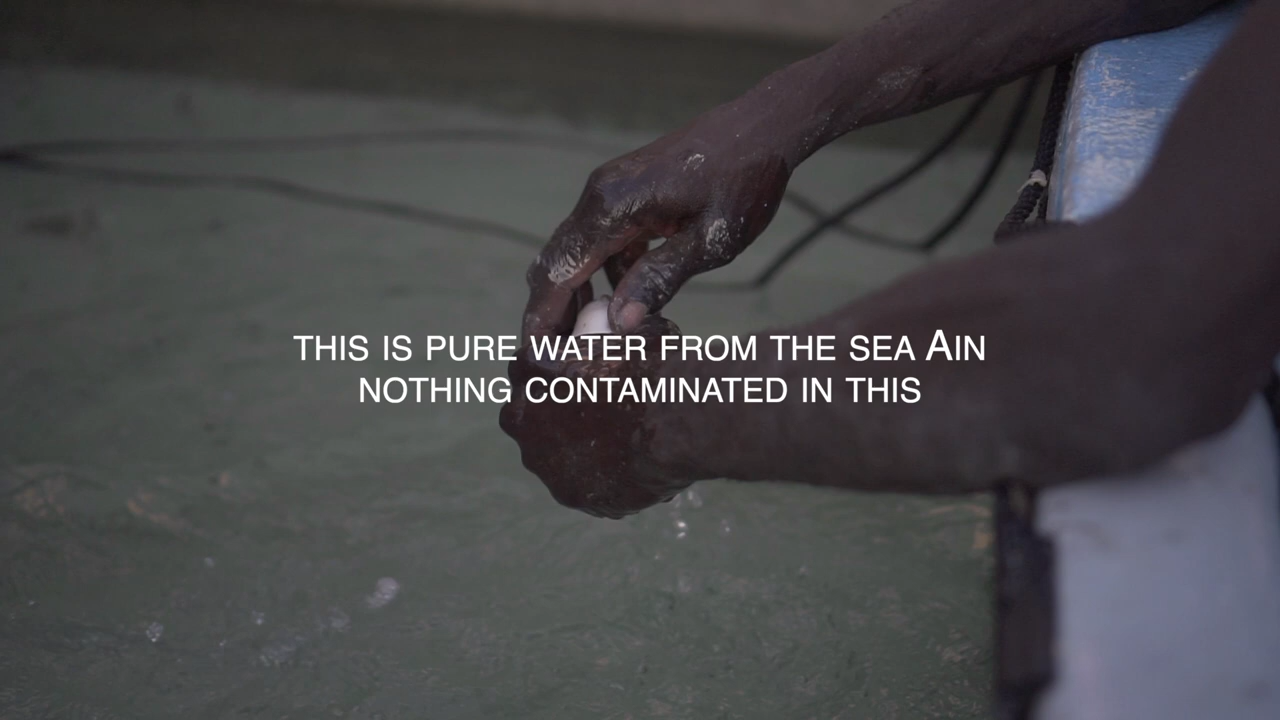 THIS IS PURE WATER FROM THE SEA AIN
NOTHING CONTAMINATED IN THIS